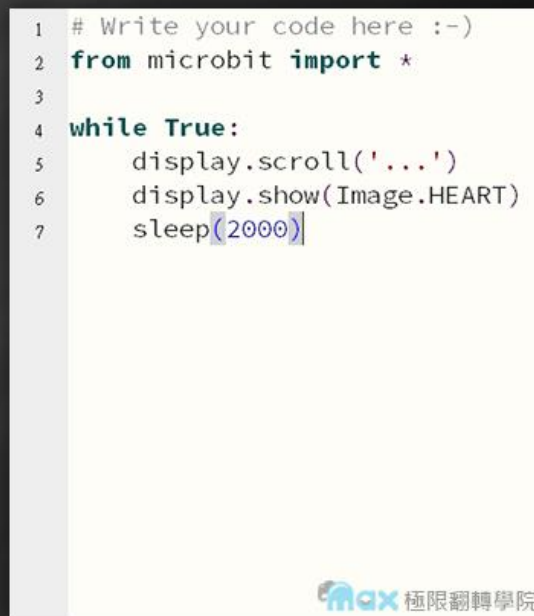 1 # Write your code here :-)
2 from microbit import *
3
4 while True:
5     display.scroll('...')
6     display.show(Image.HEART)
7     sleep(2000)
max 極限翻轉學院